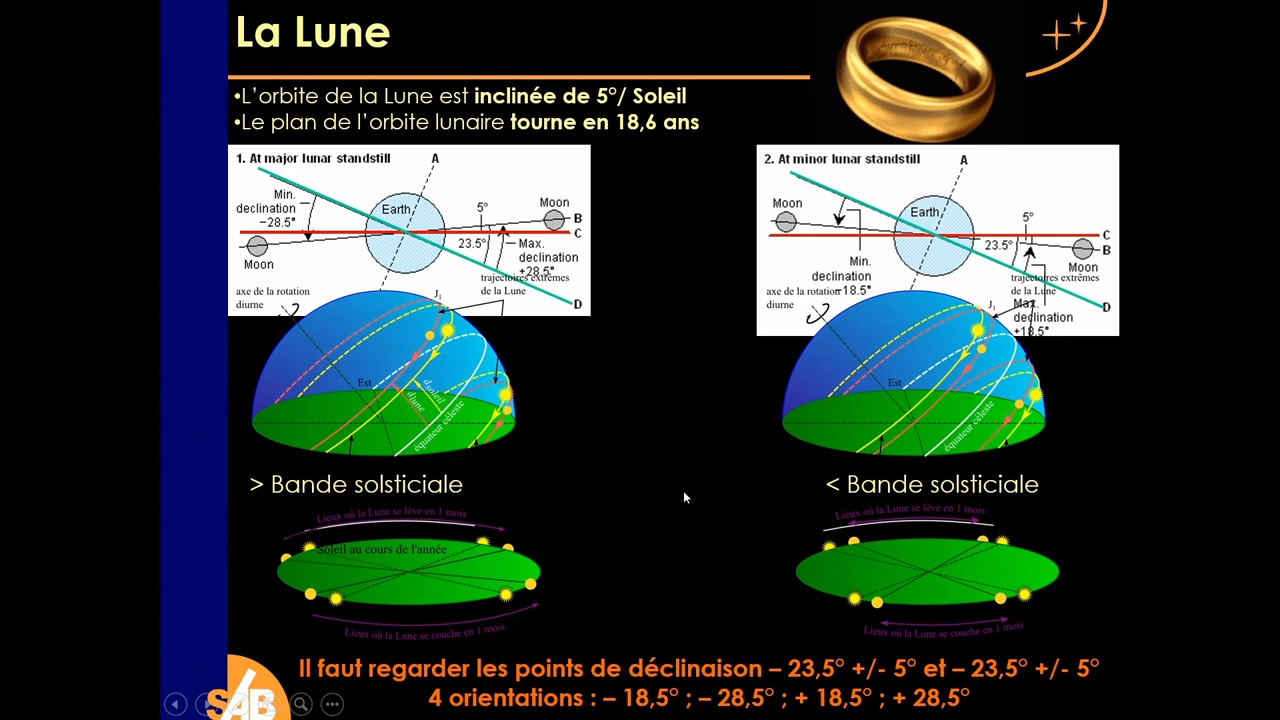 La Lune
•L'orbite de la Lune est inclinée de 5°/ Soleil
•Le plan de l'orbite lunaire tourne en 18,6 ans
1. At major lunar standstill
A
Min.
declination
−28.5°
Earth
5°
Moon
B
C
23.5°
Max.
declination
+28.5°
Moon
D
trajectoires extrêmes
de la Lune
axe de la rotation
diurne
J1
Est
dsoleil
dlune
équateur céleste
2. At minor lunar standstill
A
Moon
Earth
5°
C
B
23.5°
Moon
Min.
declination
−18.5°
Max.
declination
+18.5°
D
trajectoires extrêmes
de la Lune
axe de la rotation
diurne
J1
Est
équateur céleste
> Bande solsticiale
< Bande solsticiale
Lieux où la Lune se lève en 1 mois
Soleil au cours de l'année
Lieux où la Lune se couche en 1 mois
Lieux où la Lune se lève en 1 mois
Lieux où la Lune se couche en 1 mois
Il faut regarder les points de déclinaison – 23,5° +/- 5° et – 23,5° +/- 5°
4 orientations : – 18,5° ; – 28,5° ; + 18,5° ; + 28,5°